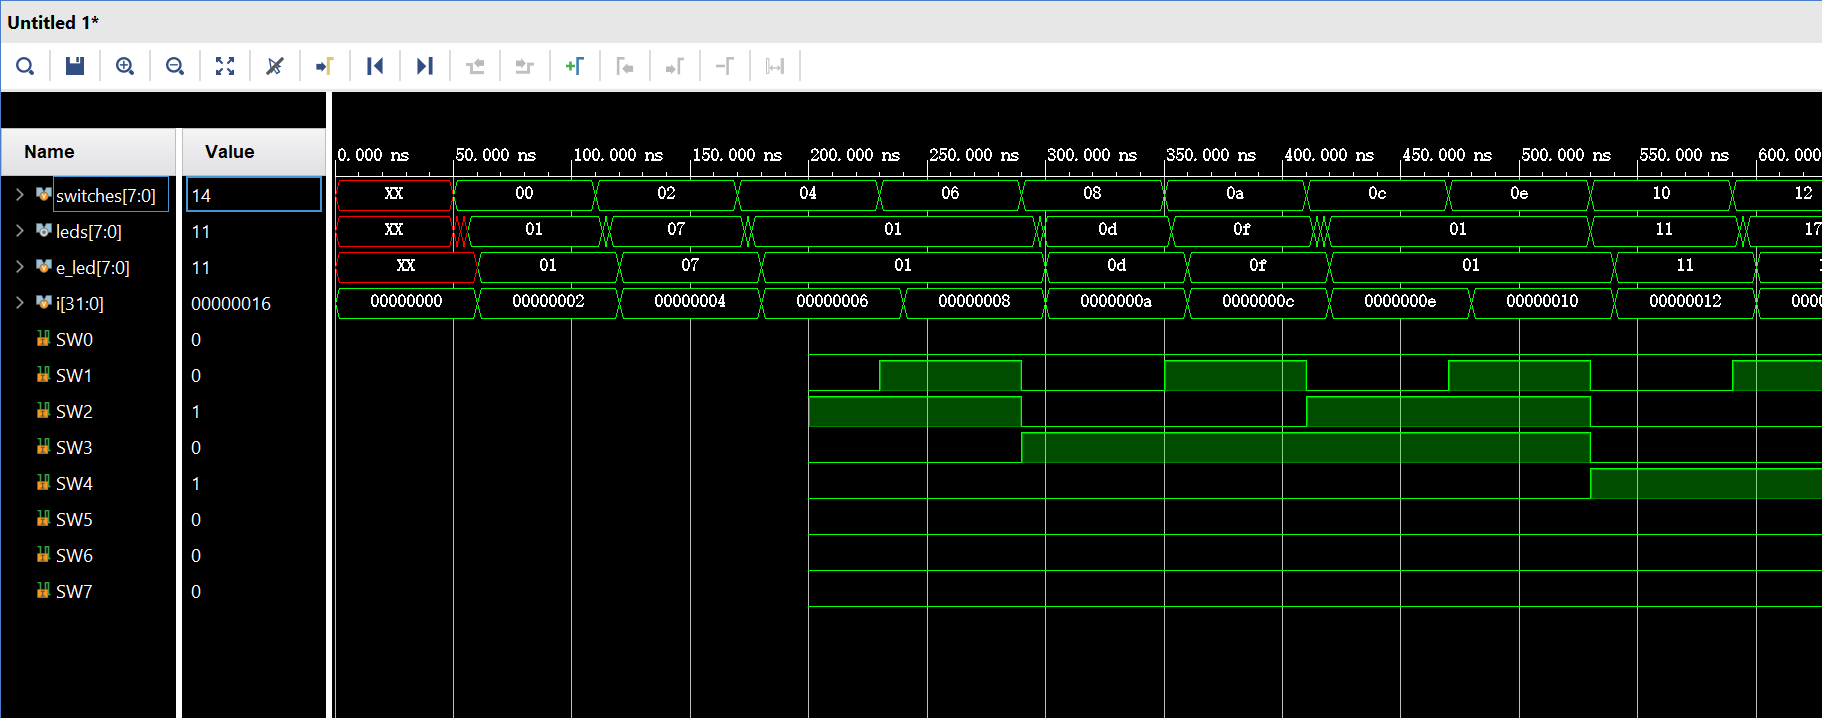 Untitled 1*
Name Value
0.000 ns 50.000 ns 100.000 ns 150.000 ns 200.000 ns 250.000 ns 300.000 ns 350.000 ns 400.000 ns 450.000 ns 500.000 ns 550.000 ns 600.000
switches[7:0] 14 XX 00 02 04 06 08 0a 0c 0e 10 12
leds[7:0] 11 XX 01 07 01 0d 0f 01 11 17
e_led[7:0] 11 XX 01 07 01 0d 0f 01 11
i[31:0] 00000016 00000000 00000002 00000004 00000006 00000008 0000000a 0000000c 0000000e 00000010 00000012 0000
SW0 0
SW1 0
SW2 1
SW3 0
SW4 1
SW5 0
SW6 0
SW7 0